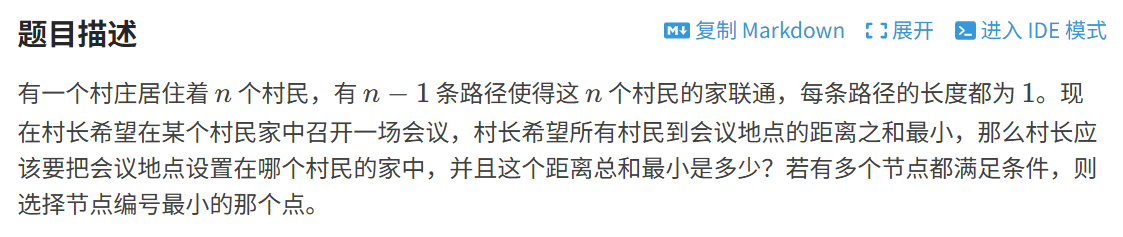 题目描述 复制 Markdown 展开 进入 IDE 模式
有一个村庄居住着 n 个村民，有 n − 1 条路径使得这 n 个村民的家联通，每条路径的长度都为 1。现
在村长希望在某个村民家中召开一场会议，村长希望所有村民到会议地点的距离之和最小，那么村长应
该要把会议地点设置在哪个村民的家中，并且这个距离总和最小是多少？若有多个节点都满足条件，则
选择节点编号最小的那个点。